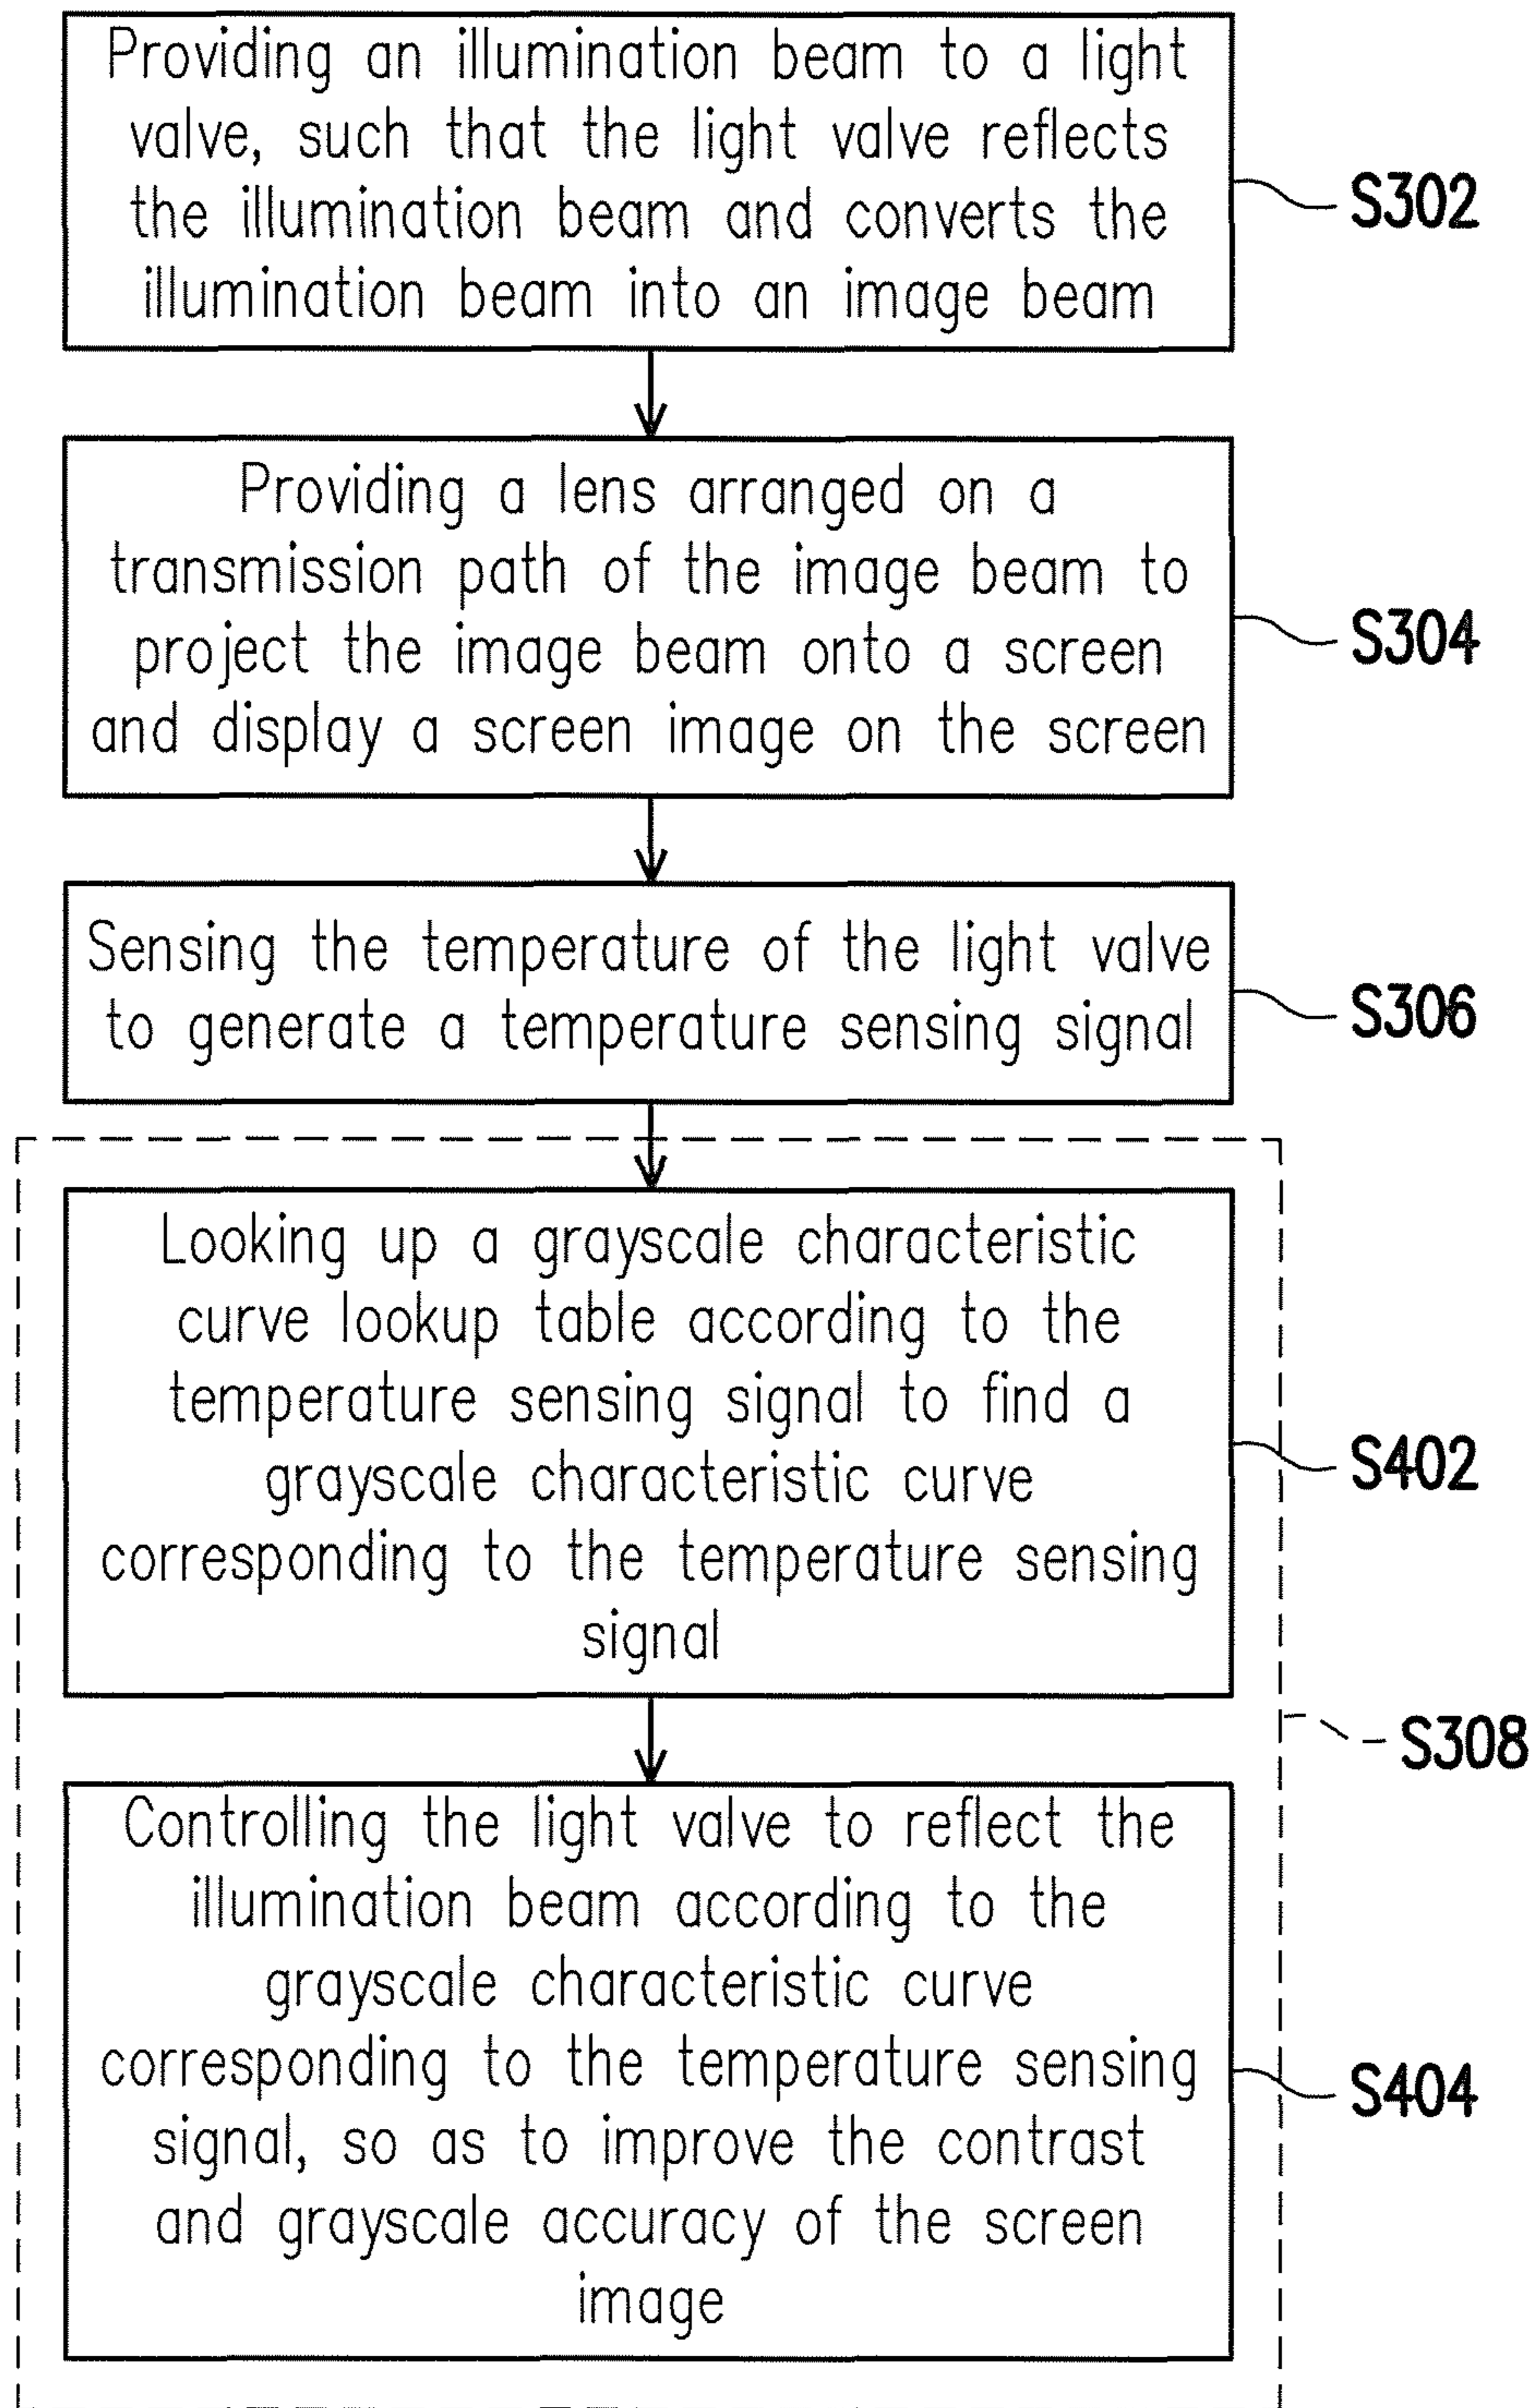 Providing an illumination beam to a light
valve, such that the light valve reflects
the illumination beam and converts the
illumination beam into an image beam
S302
Providing a lens arranged on a
transmission path of the image beam to
project the image beam onto a screen
and display a screen image on the screen
S304
Sensing the temperature of the light valve
to generate a temperature sensing signal
S306
Looking up a grayscale characteristic
curve lookup table according to the
temperature sensing signal to find a
grayscale characteristic curve
corresponding to the temperature sensing
signal
S402
S308
Controlling the light valve to reflect the
illumination beam according to the
grayscale characteristic curve
corresponding to the temperature sensing
signal, so as to improve the contrast
and grayscale accuracy of the screen
image
S404